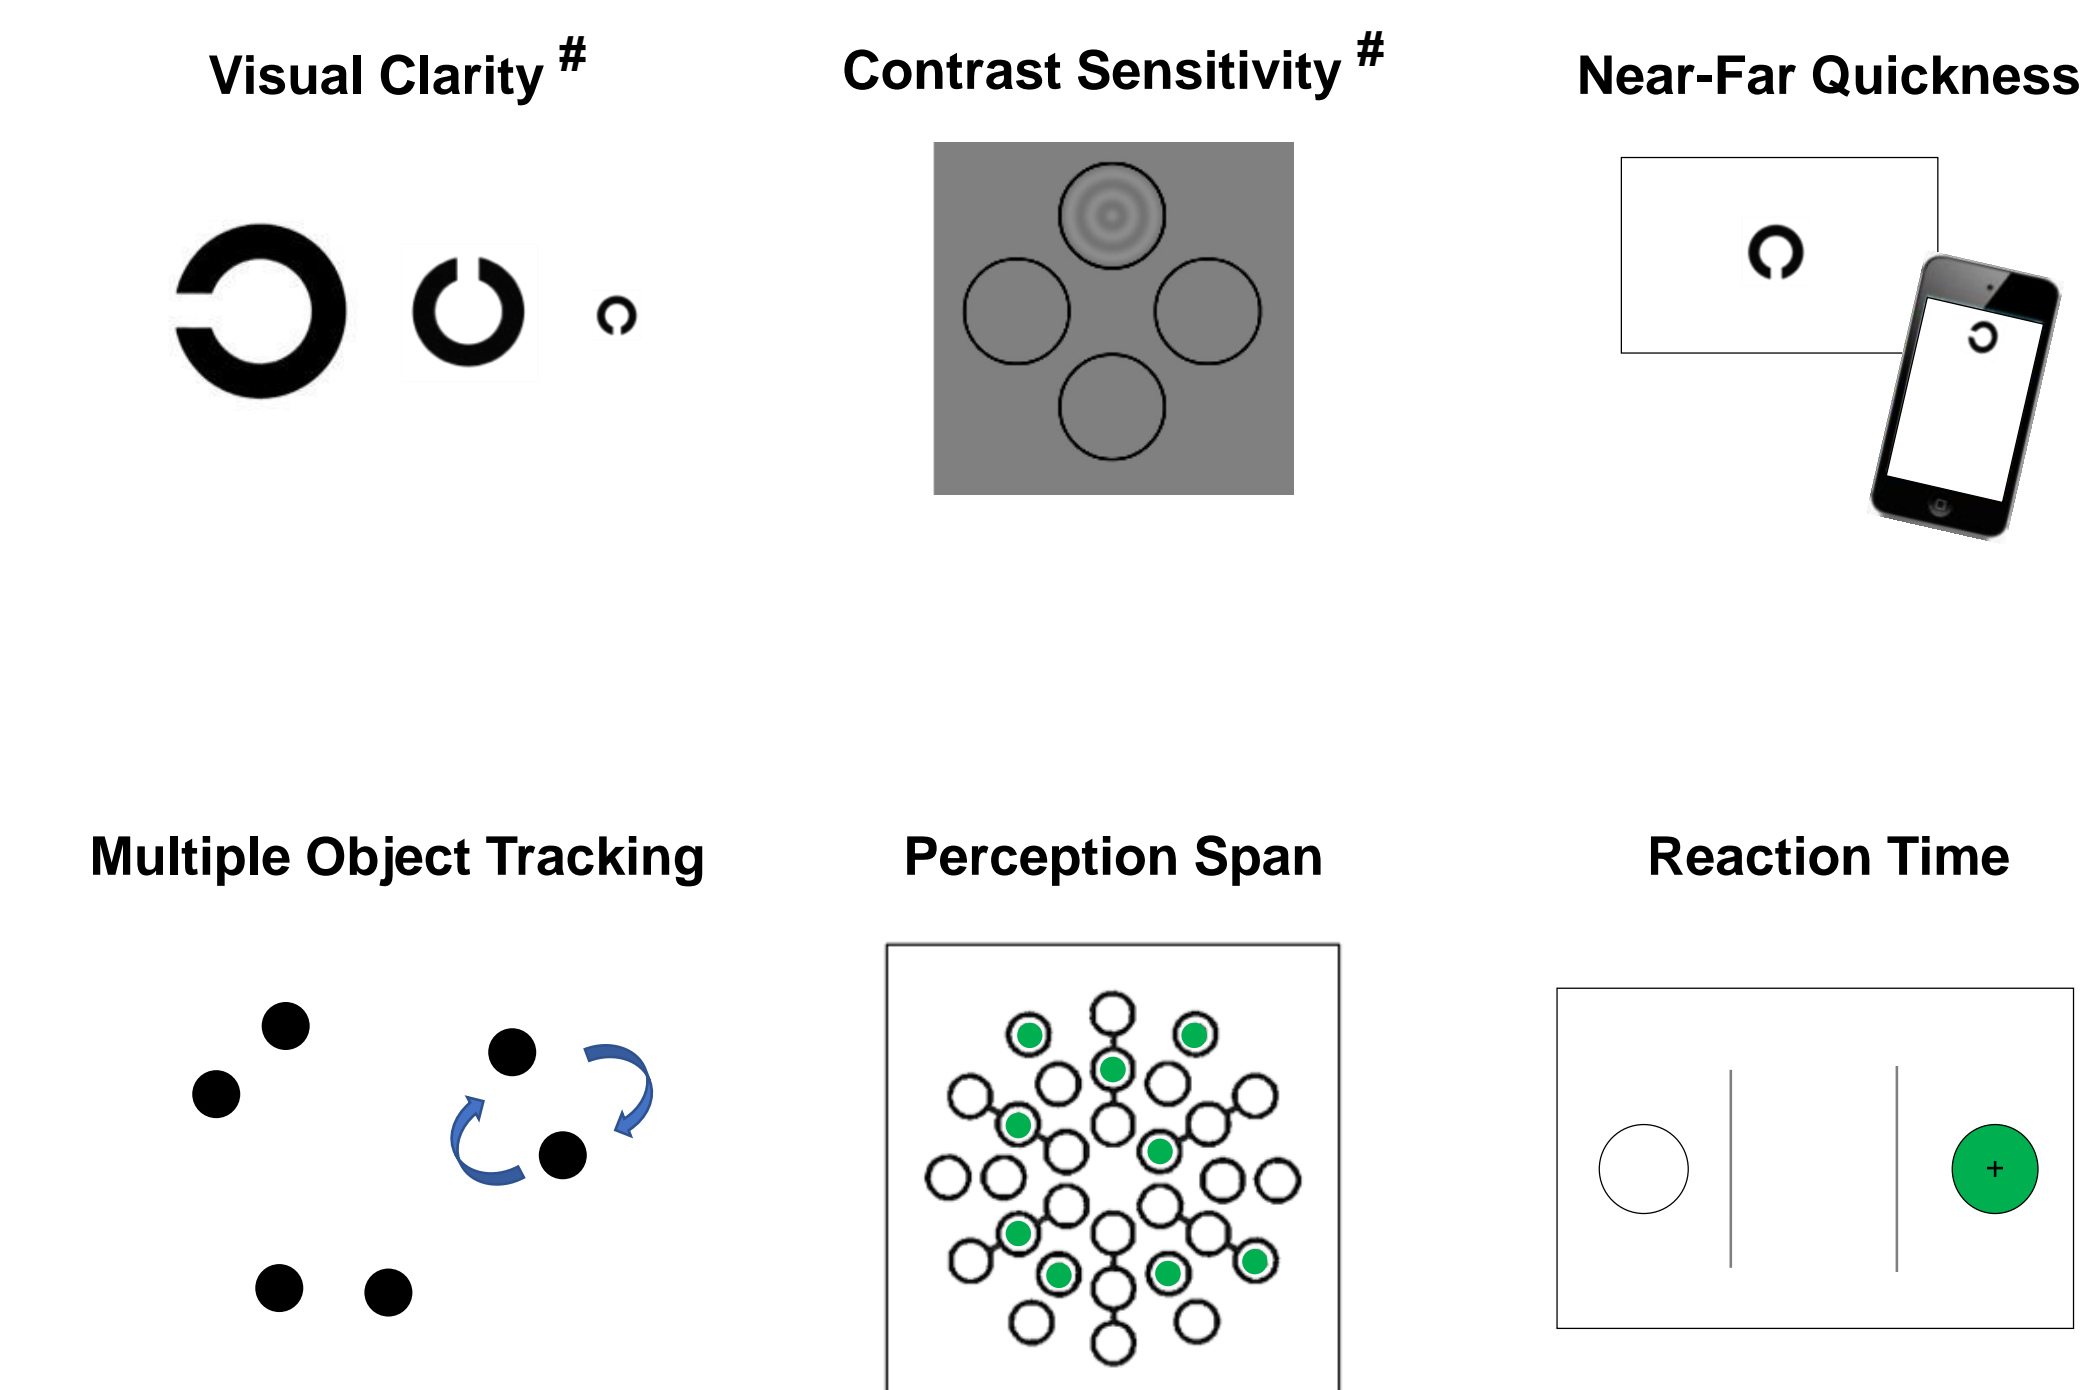 Visual Clarity #
Contrast Sensitivity #
Near-Far Quickness
Multiple Object Tracking
Perception Span
Reaction Time
+